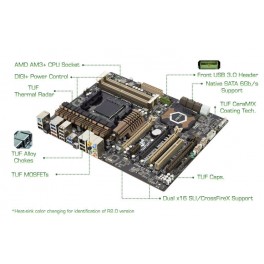 AMD AM3+ CPU Socket
DIGI+ Power Control
TUF
Thermal Radar
Front USB 3.0 Header
Native SATA 6Gb/s
Support
TUF CeraM!X
Coating Tech.
TUF Alloy
Chokes
TUF MOSFETs
TUF Caps.
Dual x16 SLI/CrossFireX Support
*Heat-sink color changing for identification of R2.0 version